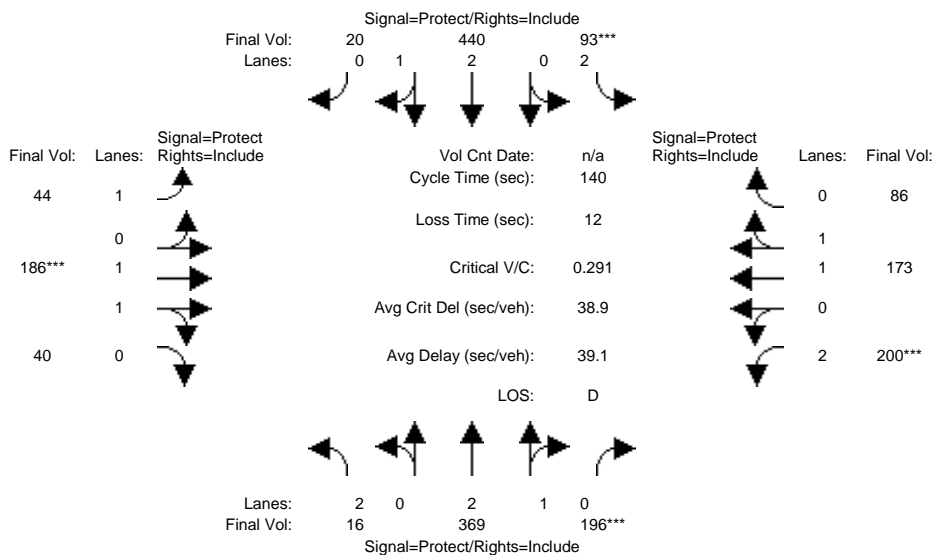 Signal=Protect/Rights=Include
Final Vol: 20 440 93***
Lanes: 0 1 2 0 2
Signal=Protect
Final Vol: Lanes: Rights=Include
Vol Cnt Date: n/a
Signal=Protect
Rights=Include Lanes: Final Vol:
Cycle Time (sec): 140
44 1
0 86
Loss Time (sec): 12
0
1
186*** 1
Critical V/C: 0.291
1 173
1
Avg Crit Del (sec/veh): 38.9
0
40 0
Avg Delay (sec/veh): 39.1
2 200***
LOS: D
Lanes: 2 0 2 1 0
Final Vol: 16 369 196***
Signal=Protect/Rights=Include